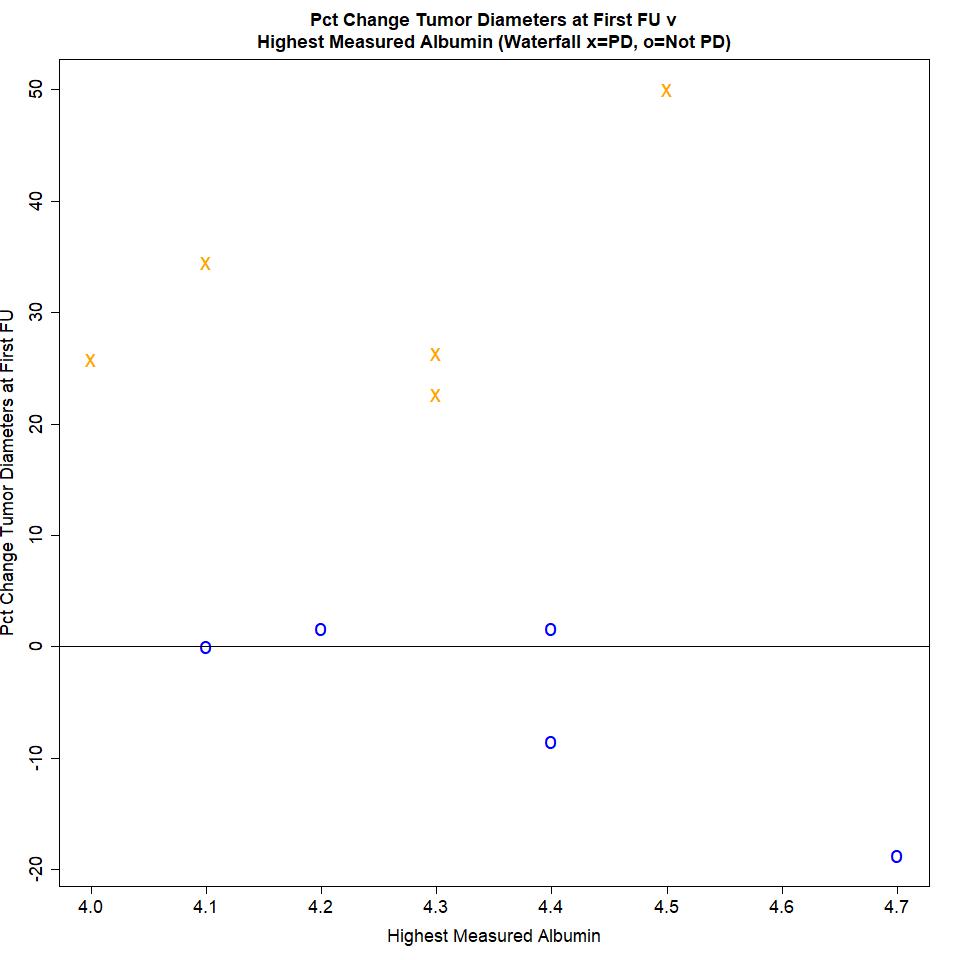 Pct Change Tumor Diameters at First FU v
Highest Measured Albumin (Waterfall x=PD, o=Not PD)
Pct Change Tumor Diameters at First FU
50
40
30
20
10
0
-10
-20
X
X
X
X
X
O
O
O
O
O
4.0 4.1 4.2 4.3 4.4 4.5 4.6 4.7
Highest Measured Albumin